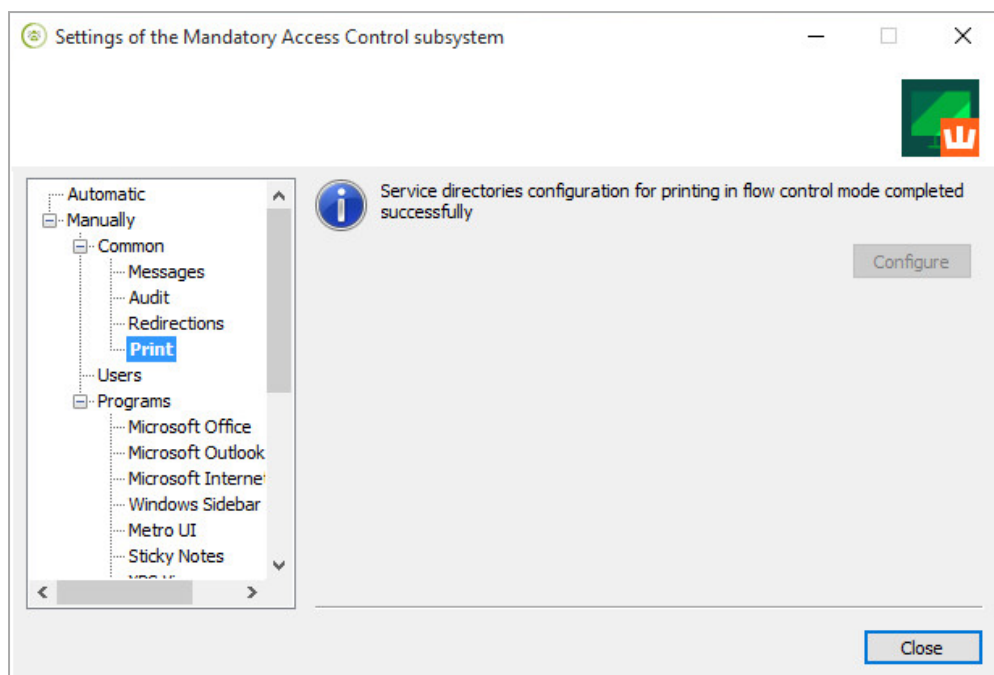 Settings of the Mandatory Access Control subsystem
Automatic
Manually
Common
Messages
Audit
Redirections
Print
Users
Programs
Microsoft Office
Microsoft Outlook
Microsoft Interne
Windows Sidebar
Metro UI
Sticky Notes
Service directories configuration for printing in flow control mode completed
successfully
Configure
Close